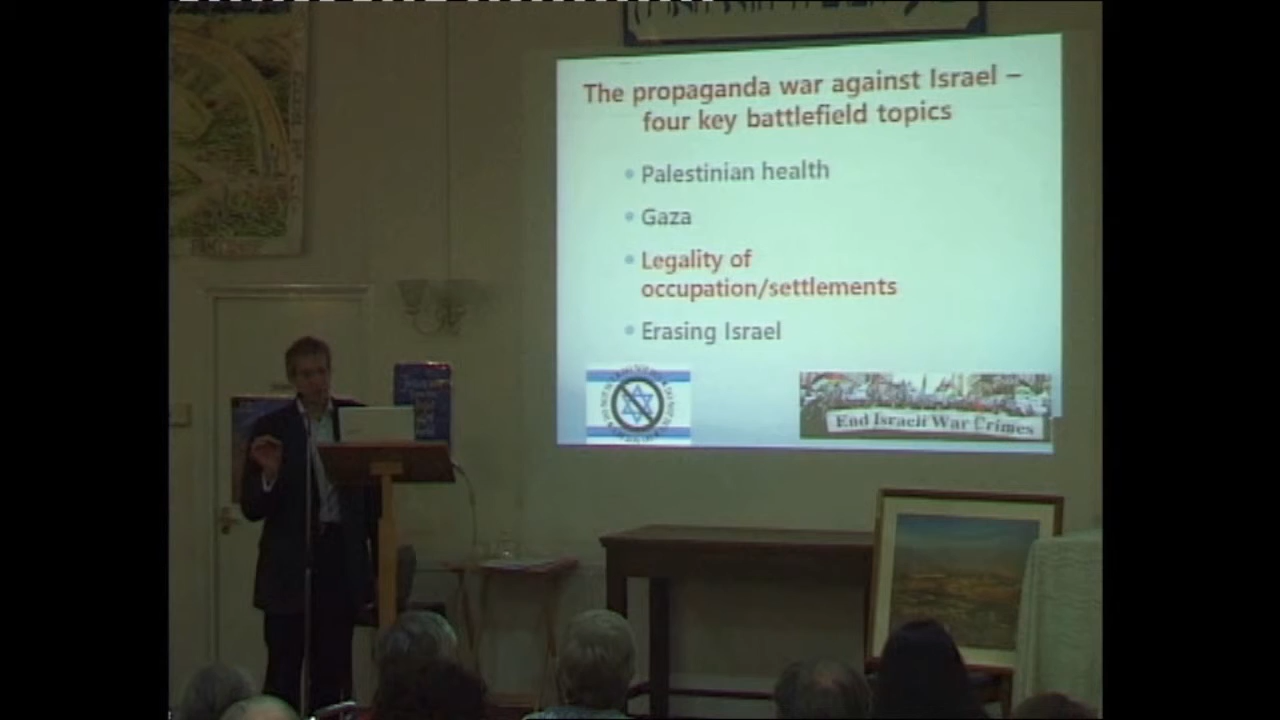 The propaganda war against Israel –
four key battlefield topics
• Palestinian health
• Gaza
• Legality of
occupation/settlements
• Erasing Israel
End Israeli War Crimes